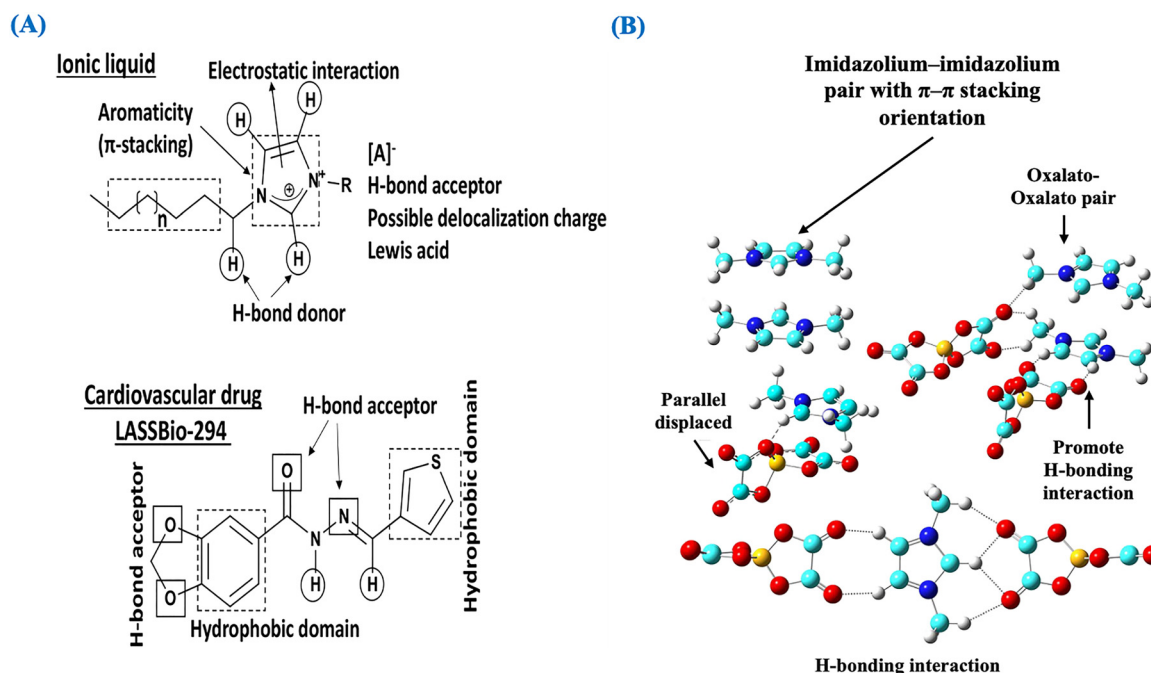 (A)
Ionic liquid
Electrostatic interaction
Aromaticity
(π-stacking)
H
H
N
⊕
N+
R
n
H
H
H-bond donor
[A]-
H-bond acceptor
Possible delocalization charge
Lewis acid
Cardiovascular drug
LASSBio-294
H-bond acceptor
H-bond acceptor
O
O
O
N
N
H
H
S
Hydrophobic domain
Hydrophobic domain
(B)
Imidazolium–imidazolium
pair with π–π stacking
orientation
Oxalato-
Oxalato pair
Parallel
displaced
Promote
H-bonding
interaction
H-bonding interaction